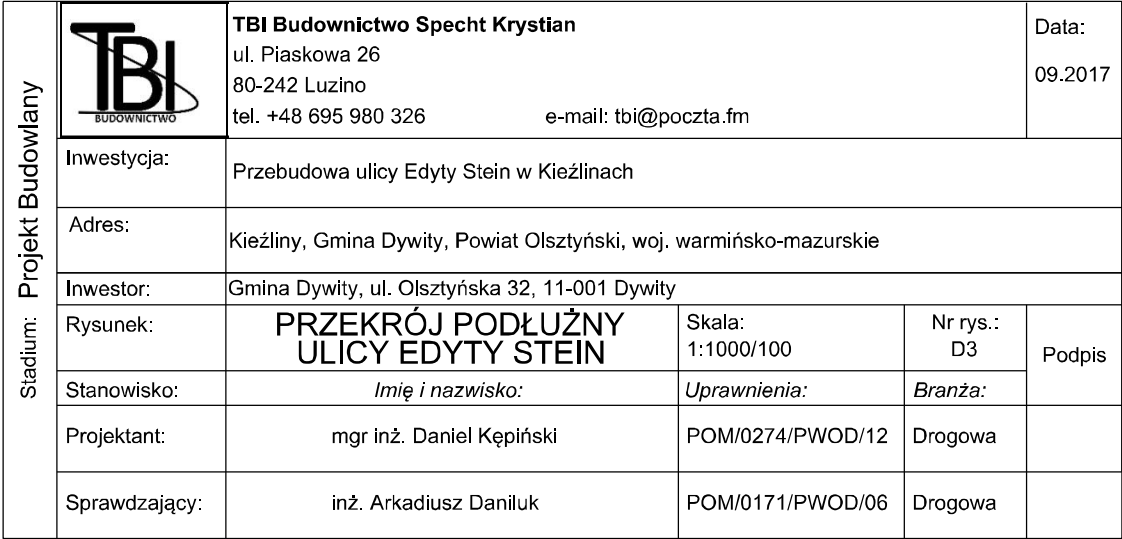 Stadium: Projekt Budowlany
TBI
BUDOWNICTWO
TBI Budownictwo Specht Krystian
ul. Piaskowa 26
80-242 Luzino
tel. +48 695 980 326 e-mail: tbi@poczta.fm
Data:
09.2017
Inwestycja: Przebudowa ulicy Edyty Stein w Kieźlinach
Adres: Kieźliny, Gmina Dywity, Powiat Olsztyński, woj. warmińsko-mazurskie
Inwestor: Gmina Dywity, ul. Olsztyńska 32, 11-001 Dywity
Rysunek: PRZEKRÓJ PODŁUŻNY
ULICY EDYTY STEIN
Skala:
1:1000/100
Nr rys.:
D3
Podpis
Stanowisko: Imię i nazwisko: Uprawnienia: Branża:
Projektant: mgr inż. Daniel Kępiński POM/0274/PWOD/12 Drogowa
Sprawdzający: inż. Arkadiusz Daniluk POM/0171/PWOD/06 Drogowa